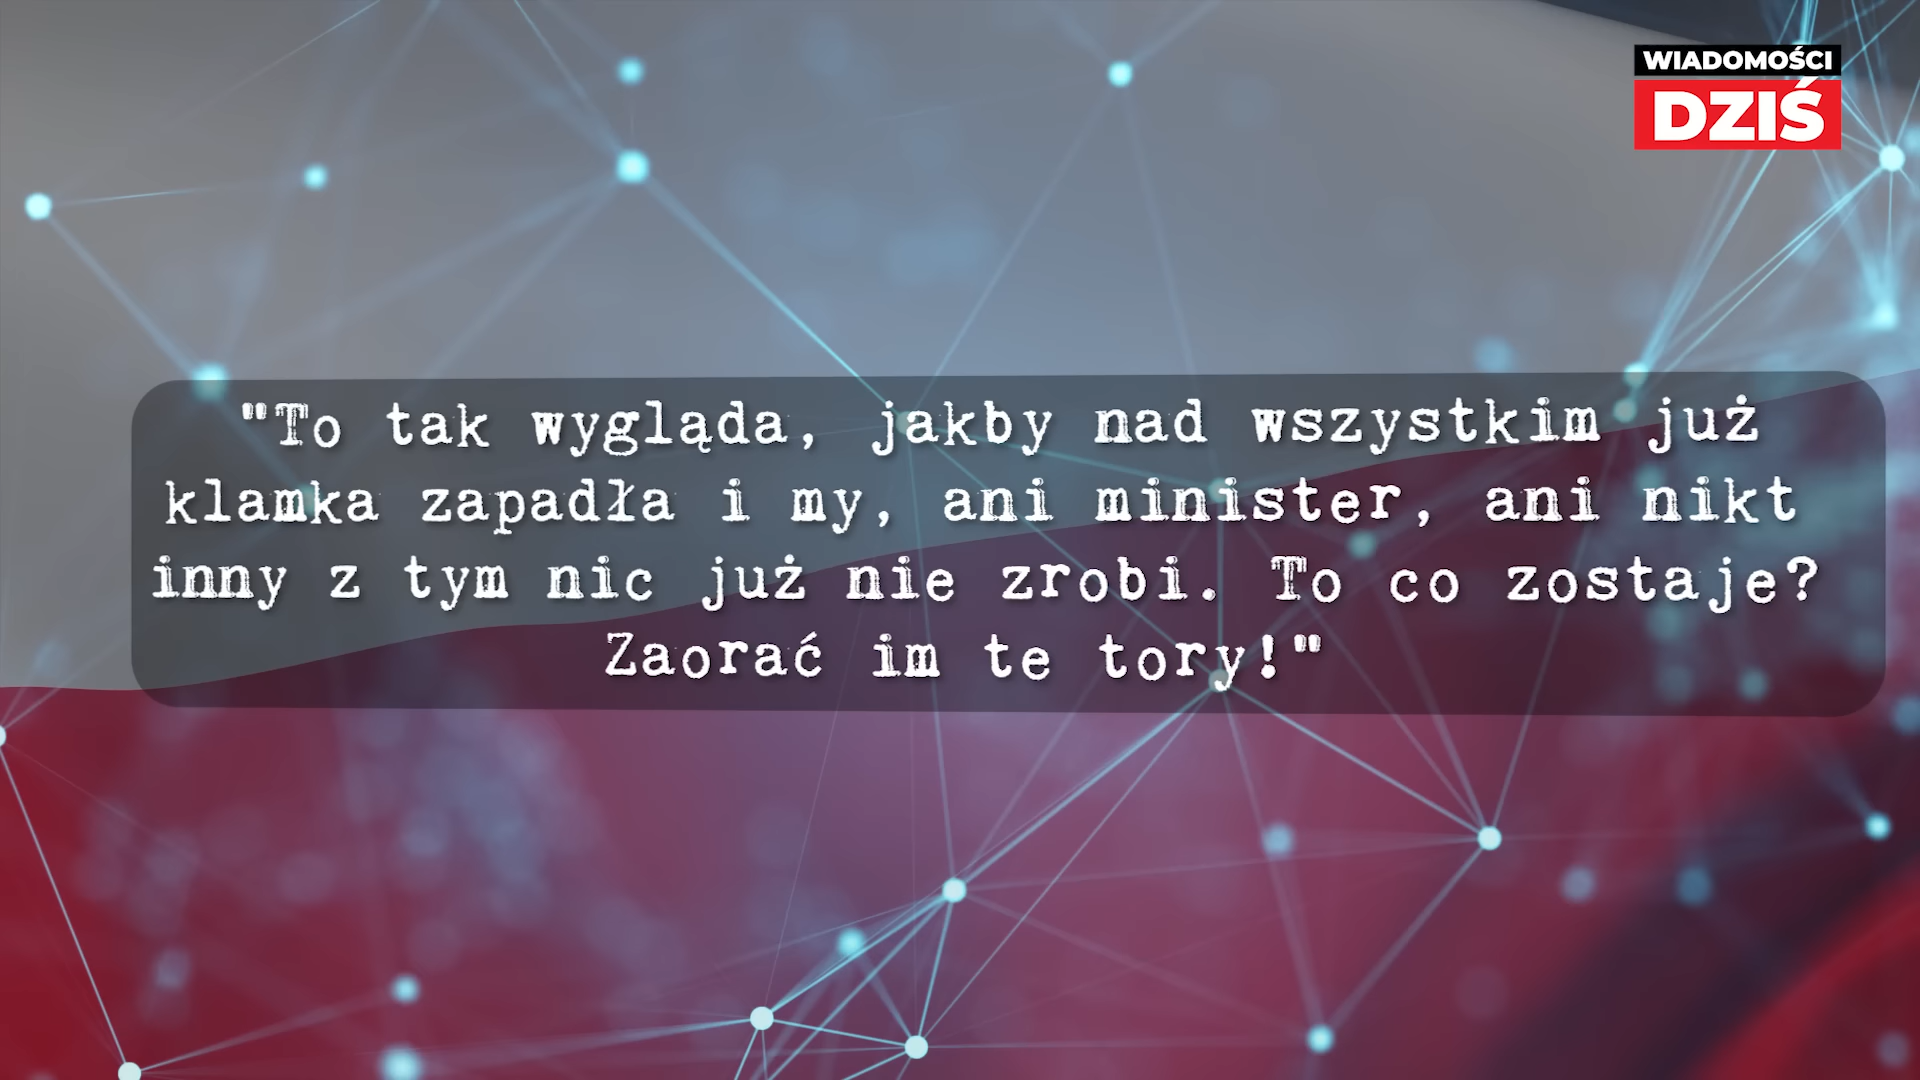 WIADOMOŚCI
DZIŚ
"To tak wygląda, jakby nad wszystkim już
klamka zapadła i my, ani minister, ani nikt
inny z tym nic już nie zrobi. To co zostaje?
Zaorać im te tory!"